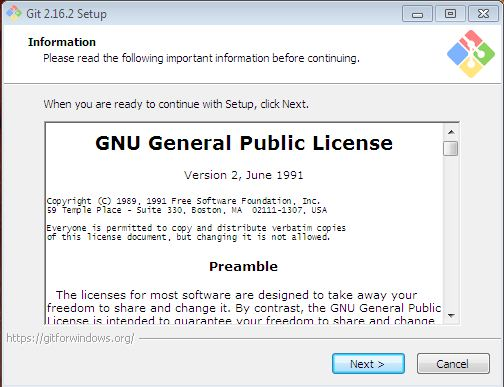 Git 2.16.2 Setup
Information
Please read the following important information before continuing.
When you are ready to continue with Setup, click Next.
GNU General Public License
Version 2, June 1991
Copyright (C) 1989, 1991 Free Software Foundation, Inc.
59 Temple Place - Suite 330, Boston, MA  02111-1307, USA
Everyone is permitted to copy and distribute verbatim copies
of this license document, but changing it is not allowed.
Preamble
The licenses for most software are designed to take away your
freedom to share and change it. By contrast, the GNU General Public
License is intended to guarantee your freedom to share and change
https://gitforwindows.org/
Next >
Cancel